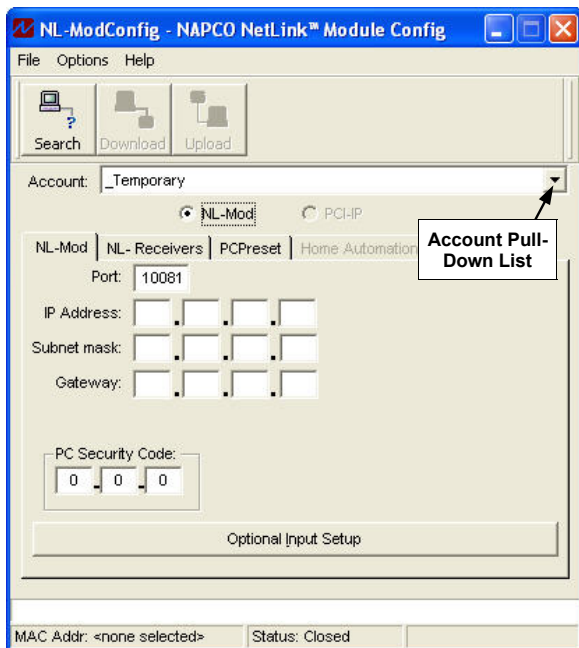 NL-ModConfig - NAPCO NetLink™ Module Config
File Options Help
Search Download Upload
Account: _Temporary
NL-Mod PCI-IP
Account Pull-
Down List
NL-Mod NL- Receivers PCPreset Home Automation
Port: 10081
IP Address: . . .
Subnet mask: . . .
Gateway: . . .
PC Security Code:
0 . 0 . 0
Optional Input Setup
MAC Addr: <none selected> Status: Closed